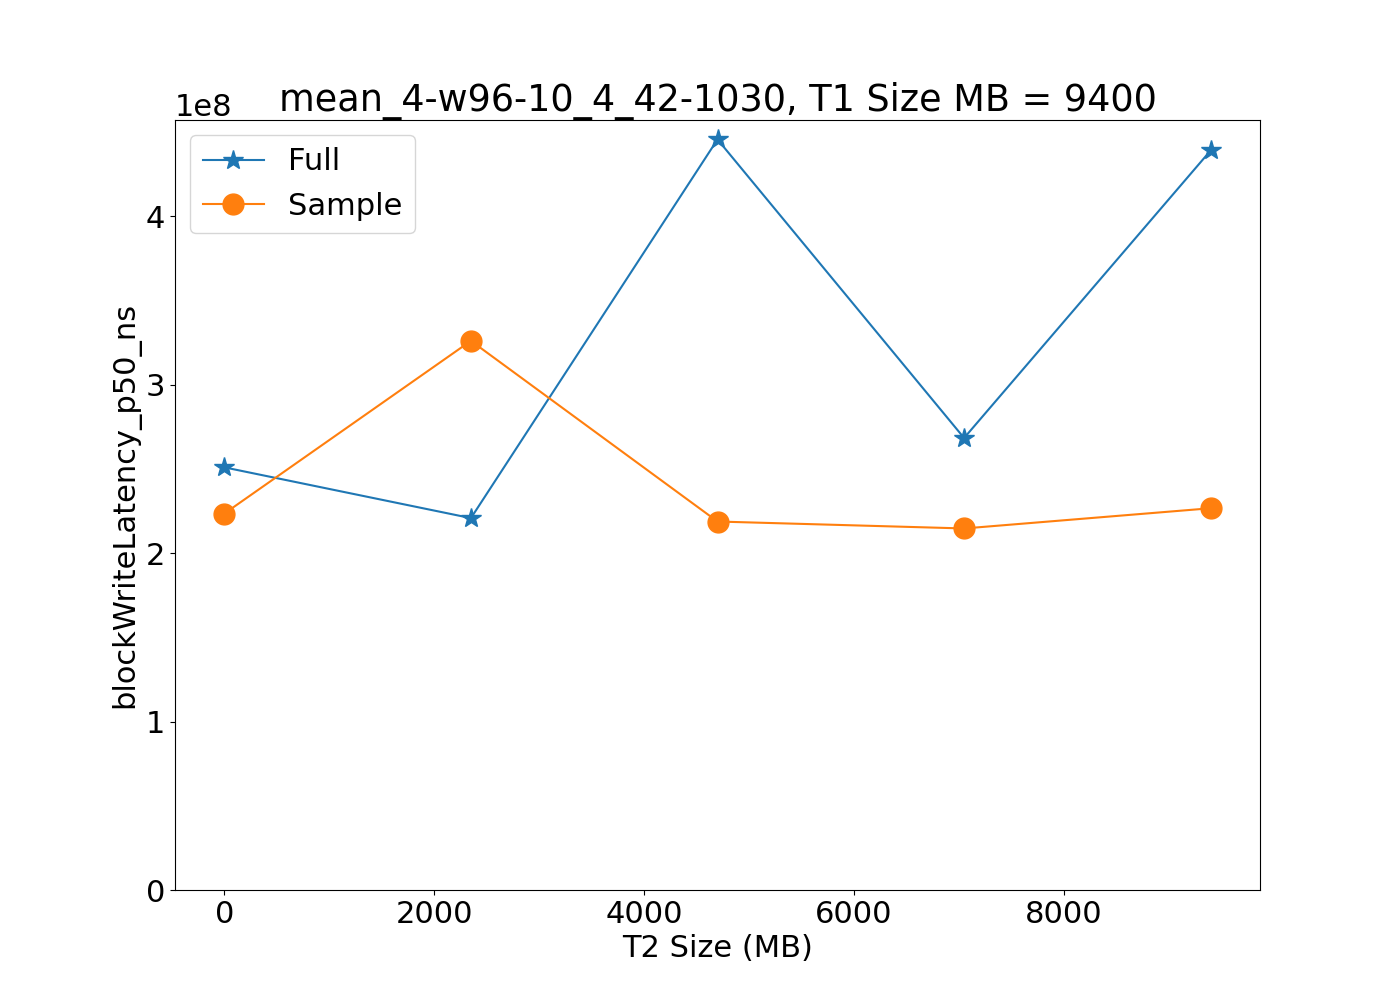 mean_4-w96-10_4_42-1030, T1 Size MB = 9400
1e8
Full
Sample
4
3
2
1
0
blockWriteLatency_p50_ns
0 2000 4000 6000 8000
T2 Size (MB)